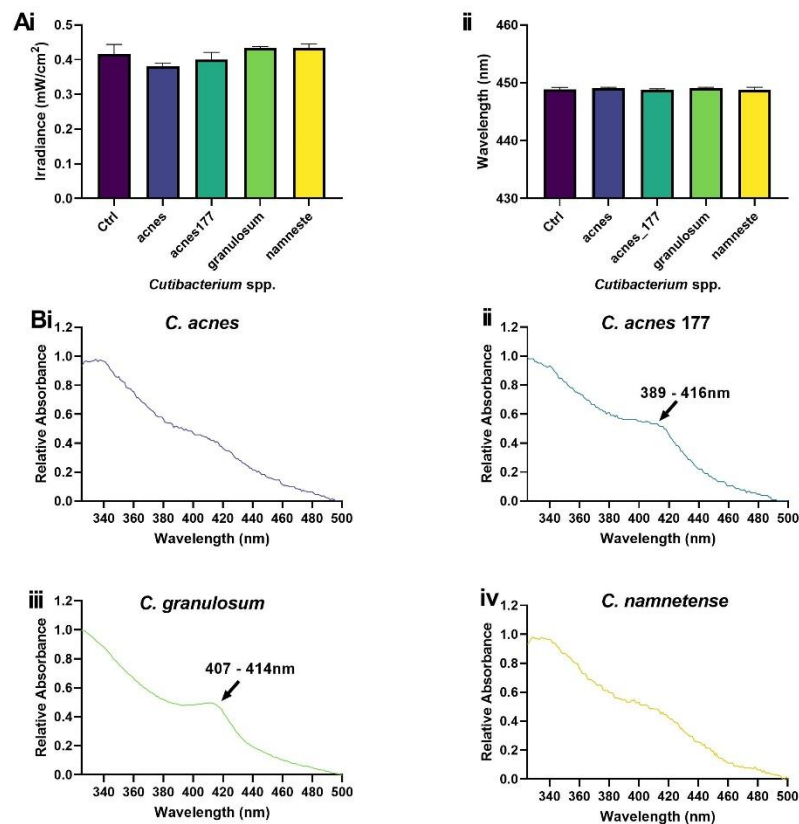 Ai
0.5
0.4
0.3
0.2
0.1
0.0
Irradiance (mW/cm²)
Ctrl
acnes
acnes177
granulosum
namneste
Cutibacterium spp.
ii
460
450
440
430
Wavelength (nm)
Ctrl
acnes
acnes_177
granulosum
namneste
Cutibacterium spp.
Bi
C. acnes
1.2
1.0
0.8
0.6
0.4
0.2
0.0
Relative Absorbance
340 360 380 400 420 440 460 480 500
Wavelength (nm)
ii
C. acnes 177
1.2
1.0
0.8
0.6
0.4
0.2
0.0
Relative Absorbance
389 - 416nm
340 360 380 400 420 440 460 480 500
Wavelength (nm)
iii
C. granulosum
1.2
1.0
0.8
0.6
0.4
0.2
0.0
Relative Absorbance
407 - 414nm
340 360 380 400 420 440 460 480 500
Wavelength (nm)
iv
C. namnetense
1.2
1.0
0.8
0.6
0.4
0.2
0.0
Relative Absorbance
340 360 380 400 420 440 460 480 500
Wavelength (nm)